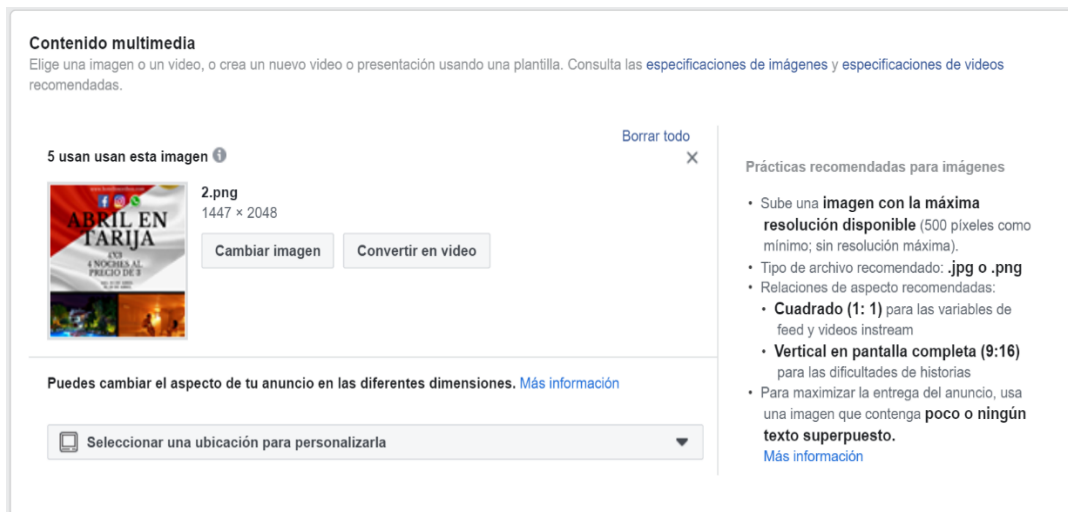 Contenido multimedia
Elige una imagen o un video, o crea un nuevo video o presentación usando una plantilla. Consulta las especificaciones de imágenes y especificaciones de videos
recomendadas.
Borrar todo
5 usan usan esta imagen
2.png
1447 × 2048
Cambiar imagen
Convertir en video
ABRIL EN
TARIJA
4X3
4 NOCHES AL
PRECIO DE 3
Puedes cambiar el aspecto de tu anuncio en las diferentes dimensiones. Más información
Seleccionar una ubicación para personalizarla
Prácticas recomendadas para imágenes
• Sube una imagen con la máxima
resolución disponible (500 píxeles como
mínimo; sin resolución máxima).
• Tipo de archivo recomendado: .jpg o .png
• Relaciones de aspecto recomendadas:
• Cuadrado (1: 1) para las variables de
feed y videos instream
• Vertical en pantalla completa (9:16)
para las dificultades de historias
• Para maximizar la entrega del anuncio, usa
una imagen que contenga poco o ningún
texto superpuesto.
Más información